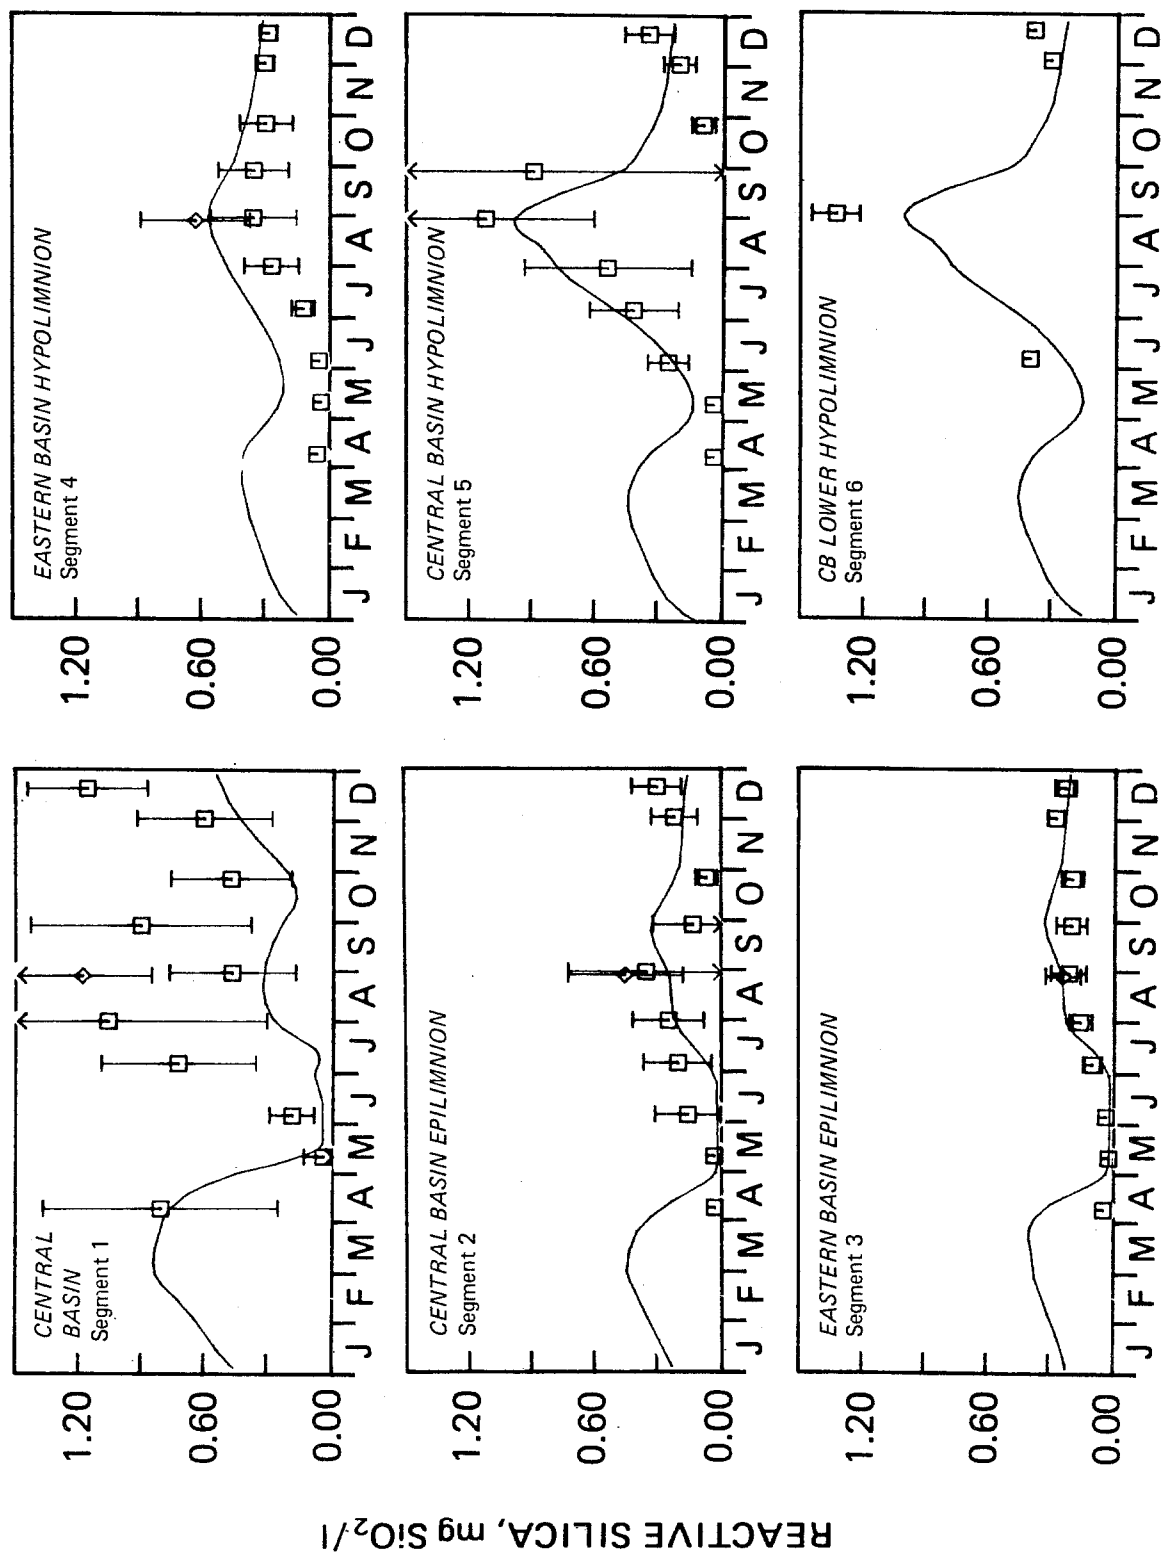 REACTIVE SILICA, mg SiO₂/l
CENTRAL
BASIN
Segment 1
1.20
0.60
0.00
J F M A M J J A S O N D
EASTERN BASIN HYPOLIMNION
Segment 4
1.20
0.60
0.00
J F M A M J J A S O N D
CENTRAL BASIN EPILIMNION
Segment 2
1.20
0.60
0.00
J F M A M J J A S O N D
CENTRAL BASIN HYPOLIMNION
Segment 5
1.20
0.60
0.00
J F M A M J J A S O N D
EASTERN BASIN EPILIMNION
Segment 3
1.20
0.60
0.00
J F M A M J J A S O N D
CB LOWER HYPOLIMNION
Segment 6
1.20
0.60
0.00
J F M A M J J A S O N D